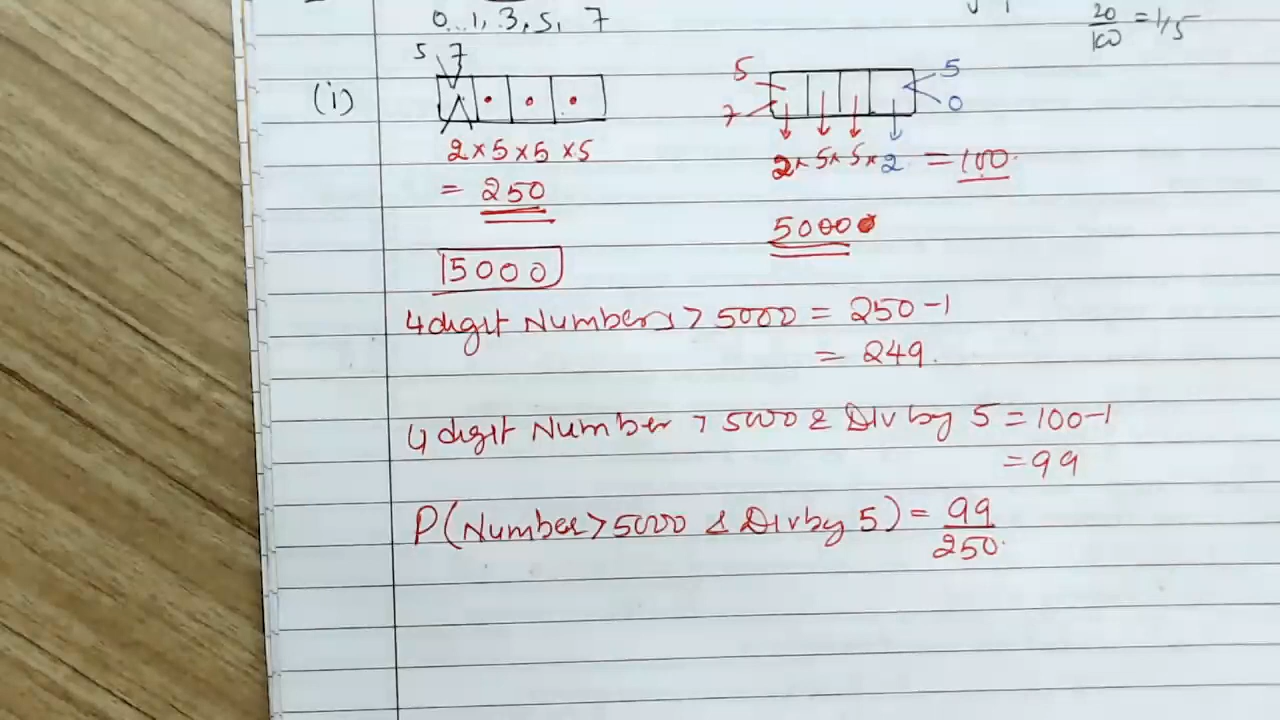 0, 1, 3, 5, 7
20/100 = 1/5
5 7
(i)
2×5×5×5
= 250
5000
5
7
5
0
2×5×5×2 = 100
5000
4 digit Numbers > 5000 = 250-1
= 249.
4 digit Number > 5000 & Div by 5 = 100-1
= 99
P(Number > 5000 & Div by 5) = 99/250.